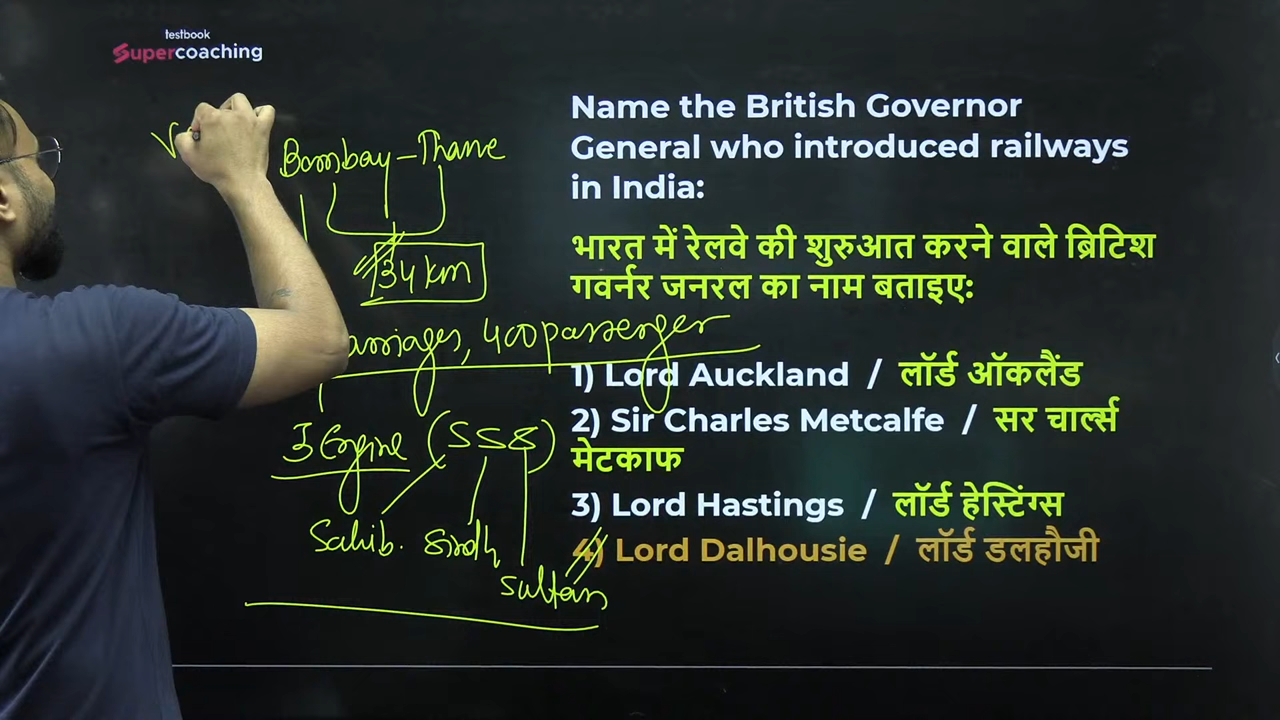 testbook
Supercoaching
Bombay - Thane
34 km
arriages, 400 passenger
3 Engine (SSS)
Sahib. Sindh
Sultan
Name the British Governor
General who introduced railways
in India:
भारत में रेलवे की शुरुआत करने वाले ब्रिटिश
गवर्नर जनरल का नाम बताइए:
1) Lord Auckland / लॉर्ड ऑकलैंड
2) Sir Charles Metcalfe / सर चार्ल्स
मेटकाफ
3) Lord Hastings / लॉर्ड हेस्टिंग्स
4) Lord Dalhousie / लॉर्ड डलहौजी